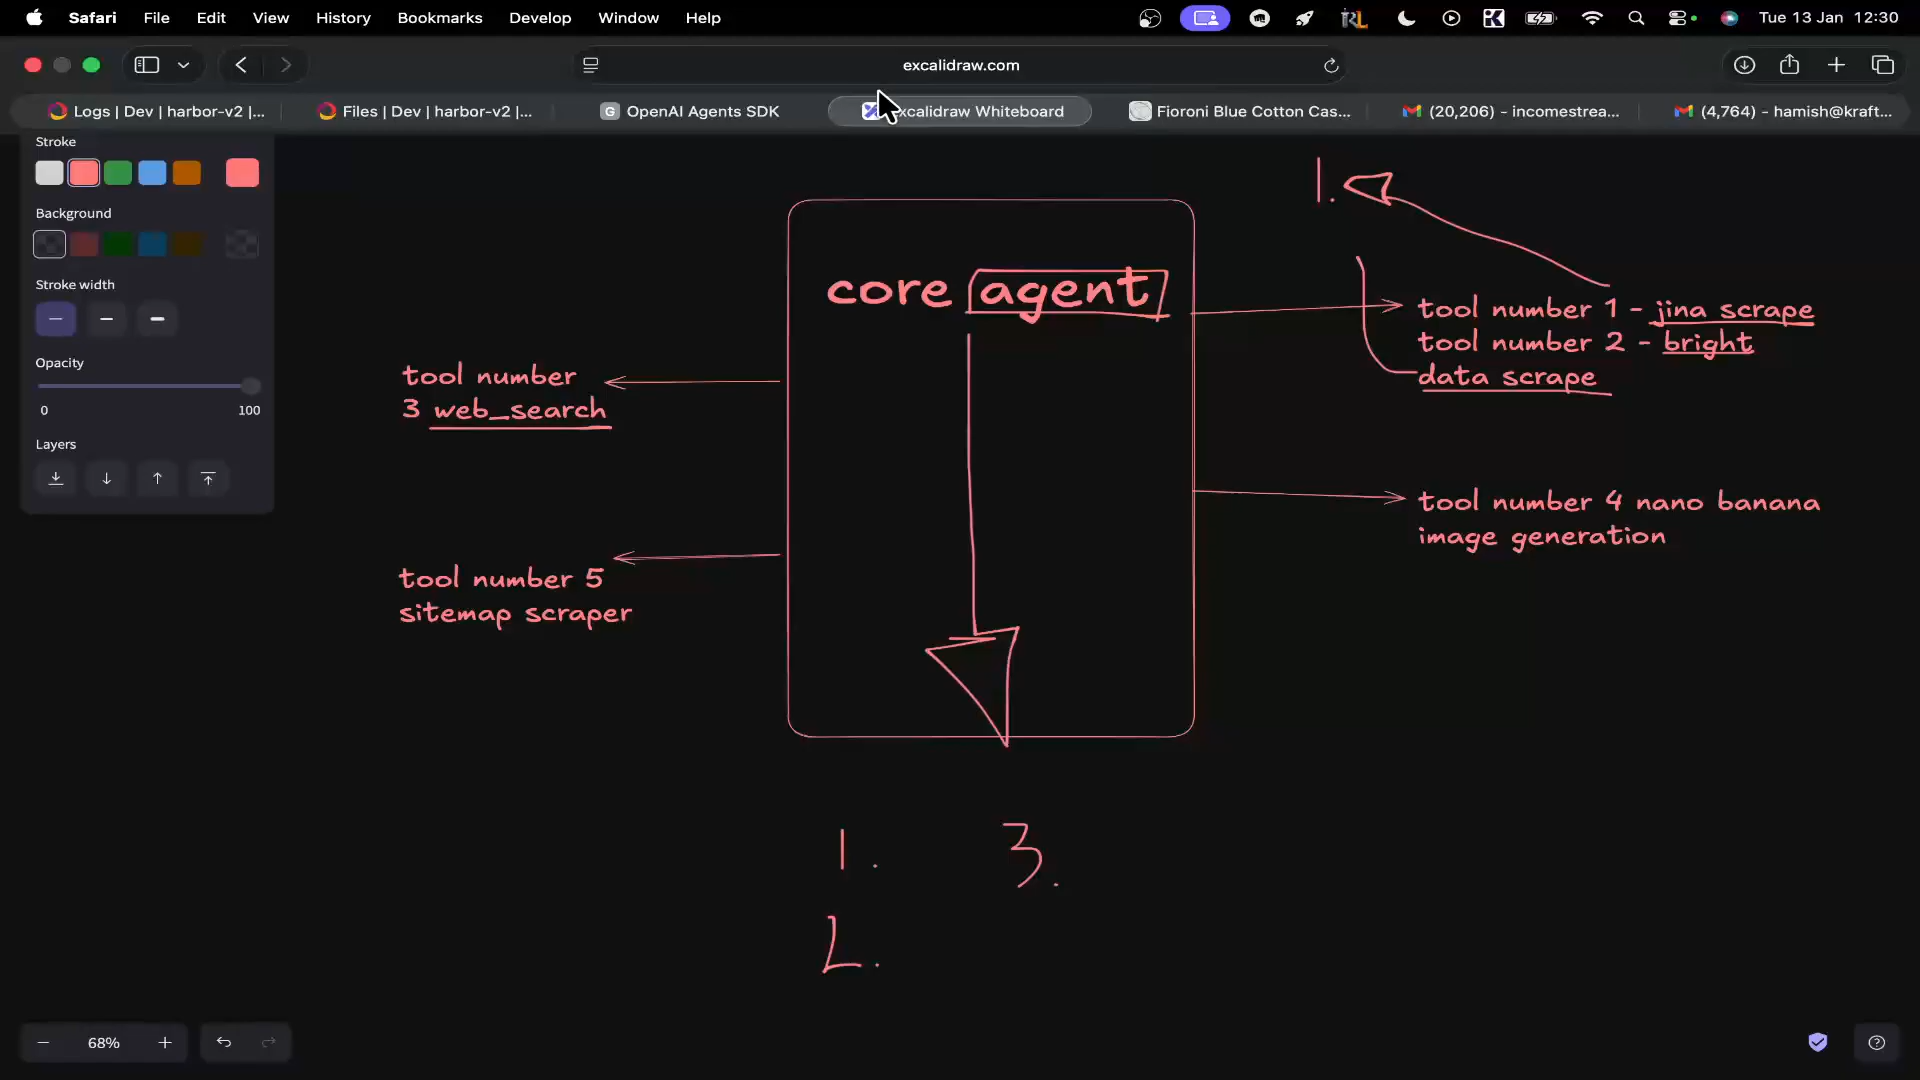 Safari File Edit View History Bookmarks Develop Window Help Tue 13 Jan 12:30
excalidraw.com
Logs | Dev | harbor-v2 |... Files | Dev | harbor-v2 |... OpenAI Agents SDK excalidraw Whiteboard Fioroni Blue Cotton Cas... (20,206) - incomestrea... (4,764) - hamish@kraft...
Stroke
Background
Stroke width
Opacity
0 100
Layers
1.
core agent
tool number 1 - jina scrape
tool number 2 - bright
data scrape
tool number
3 web_search
tool number 4 nano banana
image generation
tool number 5
sitemap scraper
1. 3.
2.
68%